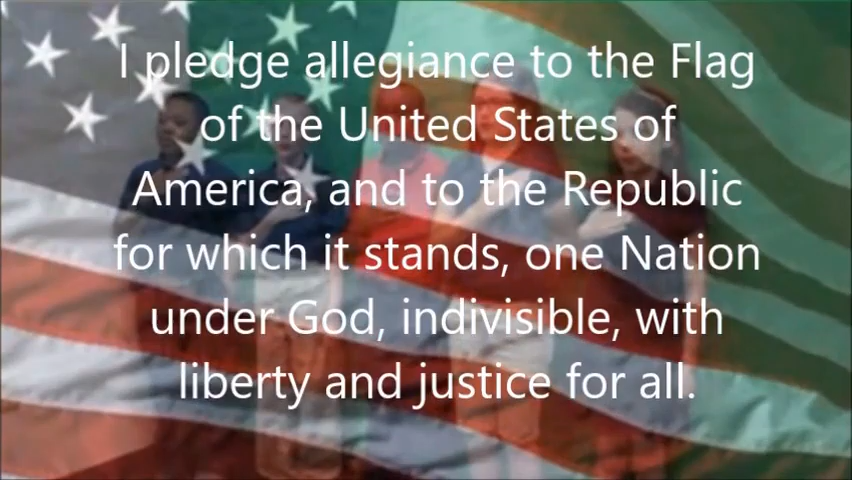 I pledge allegiance to the Flag
of the United States of
America, and to the Republic
for which it stands, one Nation
under God, indivisible, with
liberty and justice for all.